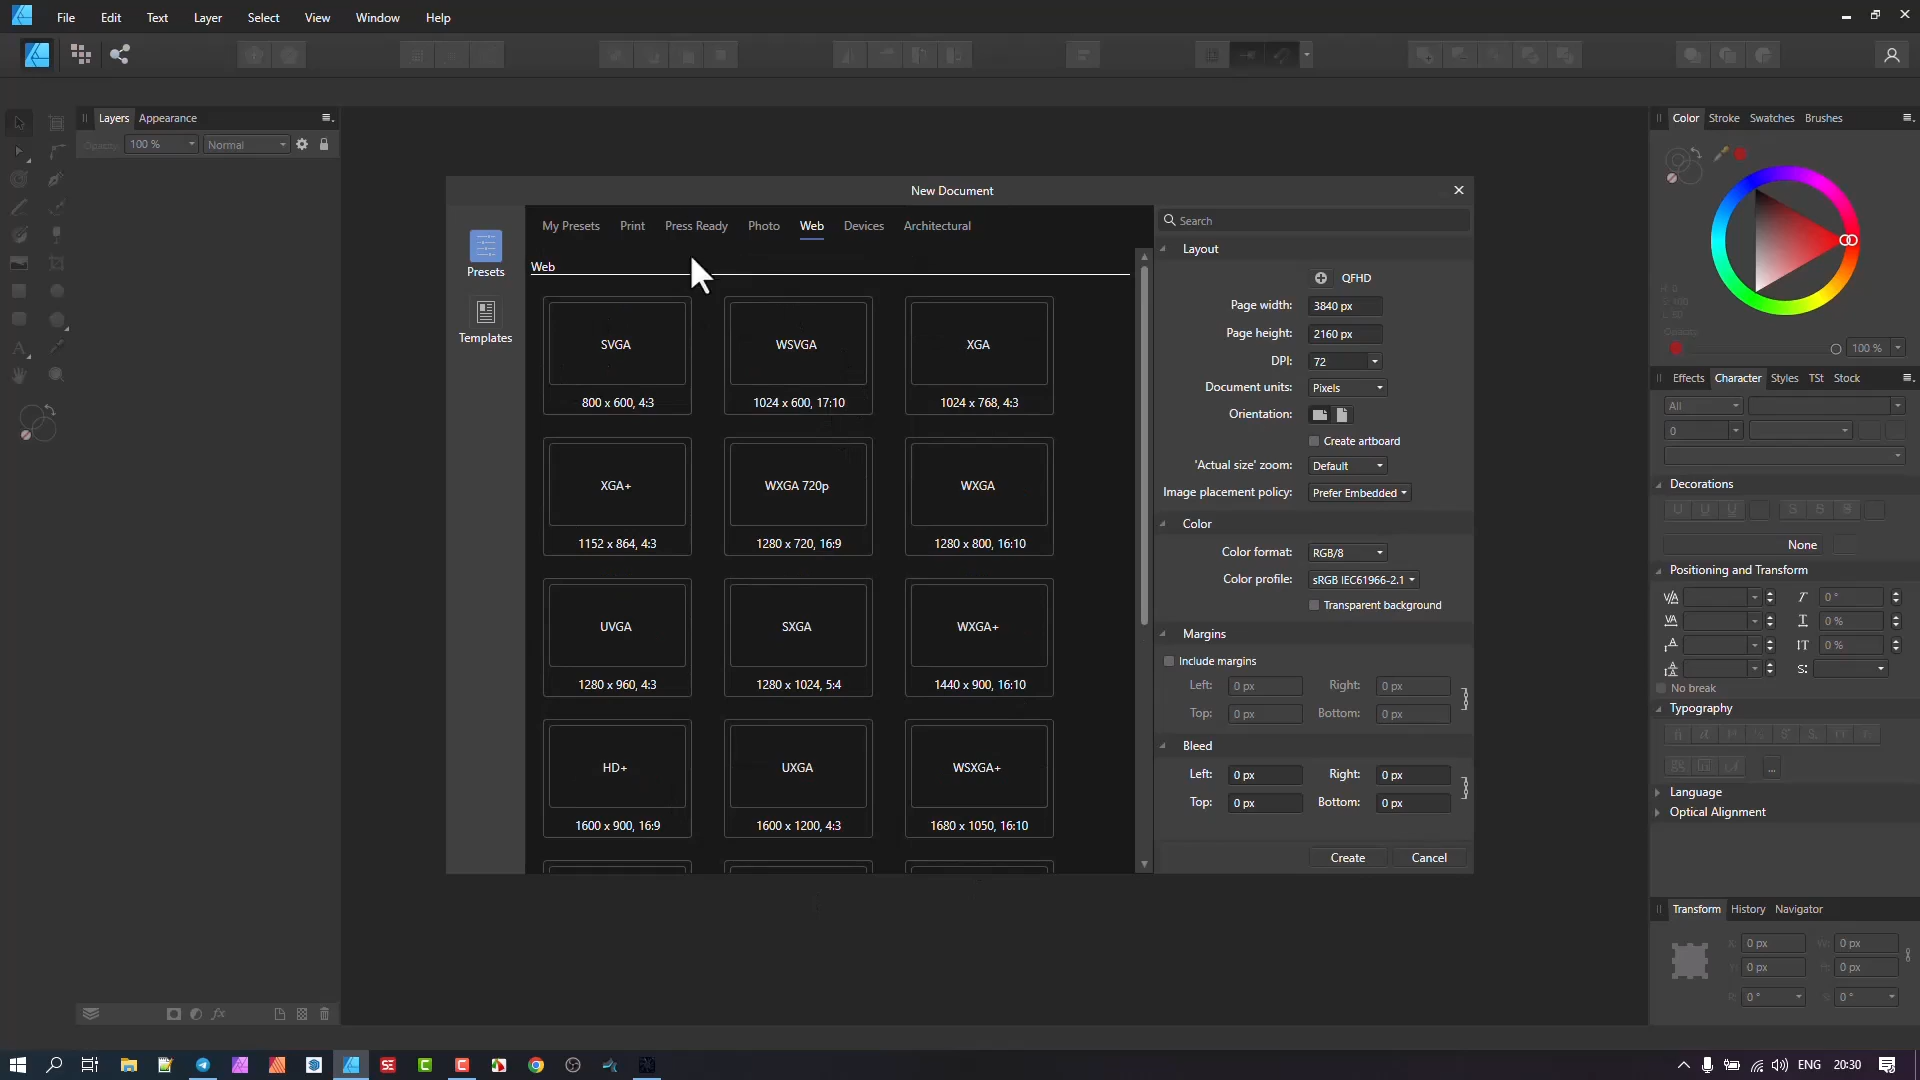 File Edit Text Layer Select View Window Help
Layers Appearance
Opacity: 100 % Normal
New Document
Presets
Templates
My Presets Print Press Ready Photo Web Devices Architectural
Web
SVGA WSVGA XGA
800 x 600, 4:3 1024 x 600, 17:10 1024 x 768, 4:3
XGA+ WXGA 720p WXGA
1152 x 864, 4:3 1280 x 720, 16:9 1280 x 800, 16:10
UVGA SXGA WXGA+
1280 x 960, 4:3 1280 x 1024, 5:4 1440 x 900, 16:10
HD+ UXGA WSXGA+
1600 x 900, 16:9 1600 x 1200, 4:3 1680 x 1050, 16:10
Search
Layout
QFHD
Page width: 3840 px
Page height: 2160 px
DPI: 72
Document units: Pixels
Orientation:
Create artboard
'Actual size' zoom: Default
Image placement policy: Prefer Embedded
Color
Color format: RGB/8
Color profile: sRGB IEC61966-2.1
Transparent background
Margins
Include margins
Left: 0 px Right: 0 px
Top: 0 px Bottom: 0 px
Bleed
Left: 0 px Right: 0 px
Top: 0 px Bottom: 0 px
Create Cancel
Color Stroke Swatches Brushes
Opacity
100 %
Effects Character Styles TSt Stock
All
0
Decorations
U U U S S S
None
Positioning and Transform
V/A T 0 °
VA T 0 %
A IT 0 %
A S:
No break
Typography
...
Language
Optical Alignment
Transform History Navigator
X: 0 px W: 0 px
Y: 0 px H: 0 px
R: 0 ° S: 0 °
fx
ENG 20:30